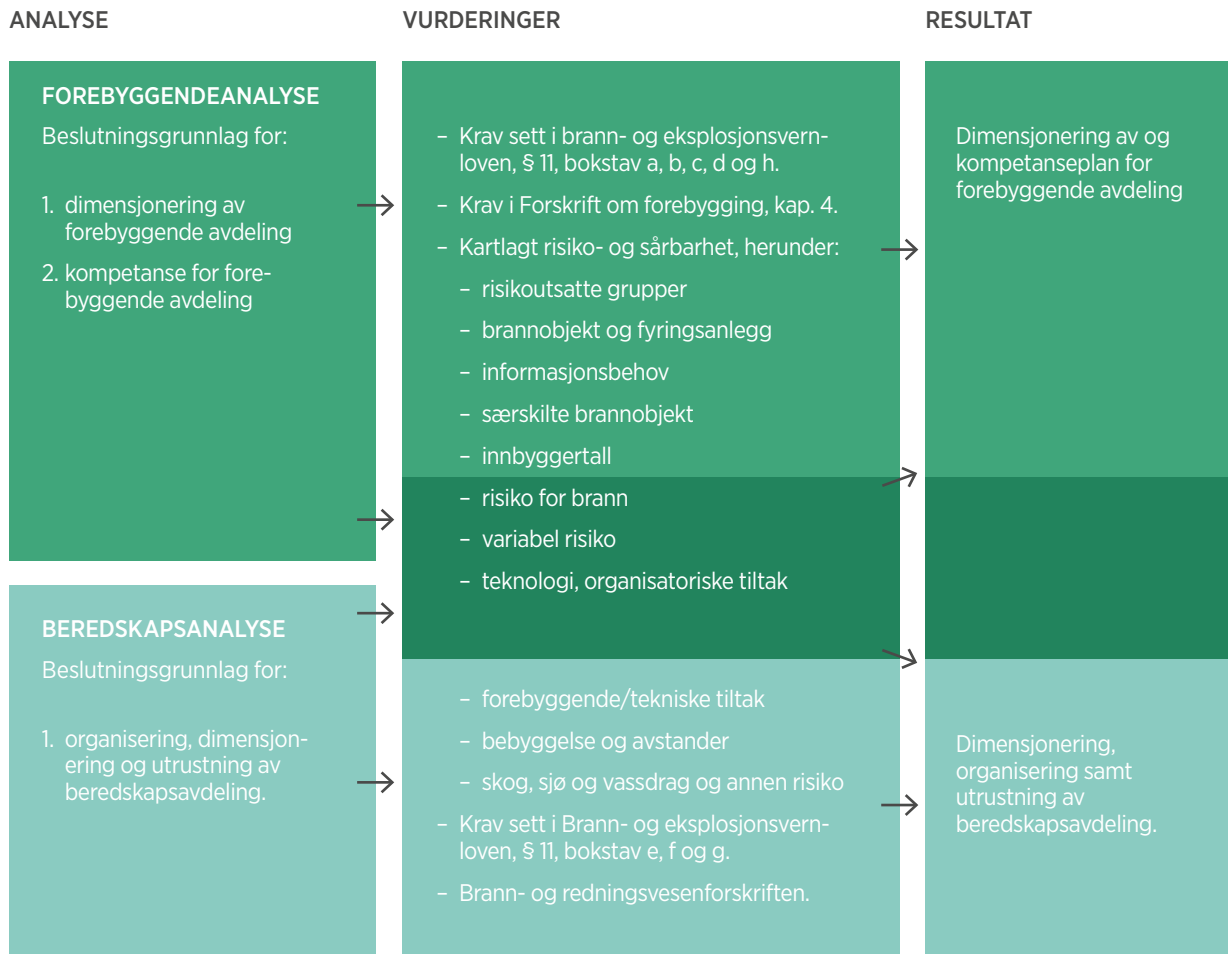 ANALYSE
VURDERINGER
RESULTAT
FOREBYGGENDEANALYSE
Beslutningsgrunnlag for:
1. dimensjonering av
forebyggende avdeling
2. kompetanse for fore-
byggende avdeling
– Krav sett i brann- og eksplosjonsvern-
loven, § 11, bokstav a, b, c, d og h.
– Krav i Forskrift om forebygging, kap. 4.
– Kartlagt risiko- og sårbarhet, herunder:
– risikoutsatte grupper
– brannobjekt og fyringsanlegg
– informasjonsbehov
– særskilte brannobjekt
– innbyggertall
– risiko for brann
– variabel risiko
– teknologi, organisatoriske tiltak
Dimensjonering av og
kompetanseplan for
forebyggende avdeling
BEREDSKAPSANALYSE
Beslutningsgrunnlag for:
1. organisering, dimensjon-
ering og utrustning av
beredskapsavdeling.
– forebyggende/tekniske tiltak
– bebyggelse og avstander
– skog, sjø og vassdrag og annen risiko
– Krav sett i Brann- og eksplosjonsvern-
loven, § 11, bokstav e, f og g.
– Brann- og redningsvesenforskriften.
Dimensjonering,
organisering samt
utrustning av
beredskapsavdeling.